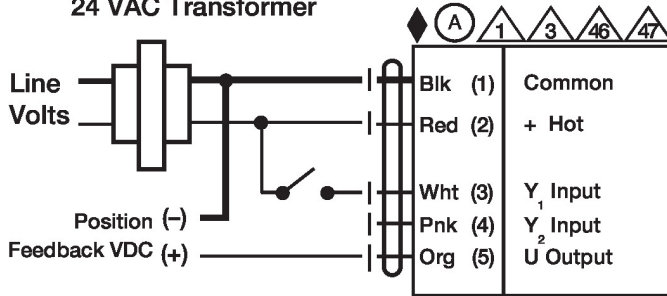 24 VAC Transformer
A 1 3 46 47
Line
Volts
Blk (1) Common
Red (2) + Hot
Wht (3) Y1 Input
Pnk (4) Y2 Input
Org (5) U Output
Position (–)
Feedback VDC (+)